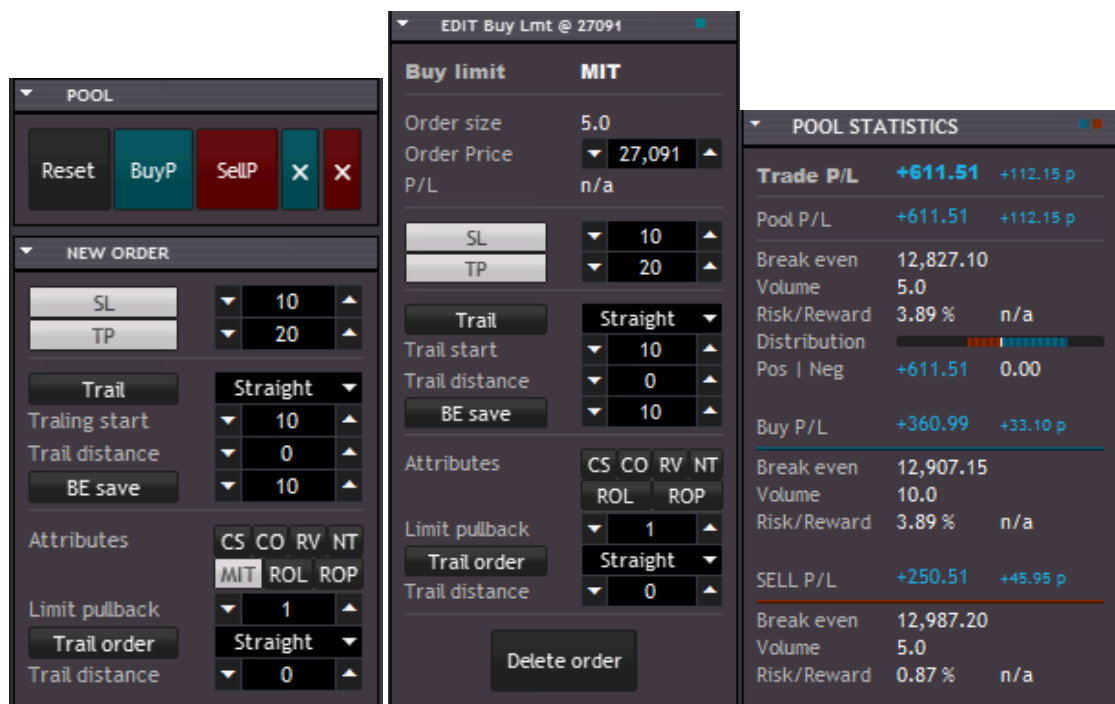 POOL
Reset BuyP SellP × ×
NEW ORDER
SL 10
TP 20
Trail Straight
Traling start 10
Trail distance 0
BE save 10
Attributes CS CO RV NT
MIT ROL ROP
Limit pullback 1
Trail order Straight
Trail distance 0
EDIT Buy Lmt @ 27091
Buy limit MIT
Order size 5.0
Order Price 27,091
P/L n/a
SL 10
TP 20
Trail Straight
Trail start 10
Trail distance 0
BE save 10
Attributes CS CO RV NT
ROL ROP
Limit pullback 1
Trail order Straight
Trail distance 0
Delete order
POOL STATISTICS
Trade P/L +611.51 +112.15 p
Pool P/L +611.51 +112.15 p
Break even 12,827.10
Volume 5.0
Risk/Reward 3.89 % n/a
Distribution
Pos | Neg +611.51 0.00
Buy P/L +360.99 +33.10 p
Break even 12,907.15
Volume 10.0
Risk/Reward 3.89 % n/a
SELL P/L +250.51 +45.95 p
Break even 12,987.20
Volume 5.0
Risk/Reward 0.87 % n/a